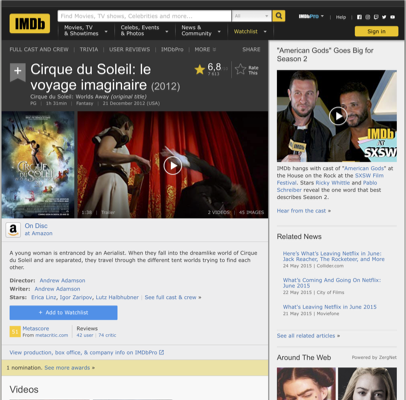 IMDb
Find Movies, TV shows, Celebrities and more...
All
IMDbPro
Help
Movies, TV & Showtimes
Celebs, Events & Photos
News & Community
Watchlist
Sign in
FULL CAST AND CREW
TRIVIA
USER REVIEWS
IMDbPro
MORE
SHARE
Cirque du Soleil: le voyage imaginaire (2012)
Cirque du Soleil: Worlds Away (original title)
PG
1h 31min
Fantasy
21 December 2012 (USA)
6,8
Rate This
CIRQUE DU SOLEIL
1:36
Trailer
2 VIDEOS
45 IMAGES
On Disc
at Amazon
A young woman is entranced by an Aerialist. When they fall into the dreamlike world of Cirque
du Soleil and are separated, they travel through the different tent worlds trying to find each
other.
Director: Andrew Adamson
Writer: Andrew Adamson
Stars: Erica Linz, Igor Zaripov, Lutz Halbhubner
See full cast & crew »
+ Add to Watchlist
Metascore
From metacritic.com
Reviews
42 user
74 critic
View production, box office, & company info on IMDbPro
1 nomination. See more awards »
Videos
"American Gods" Goes Big for
Season 2
IMDb
at
SXSW
IMDb hangs with cast of "American Gods" at
the House on the Rock at the SXSW Film
Festival. Stars Ricky Whittle and Pablo
Schreiber reveal the one word that best
describes Season 2.
Hear from the cast »
Related News
Here's What's Leaving Netflix in June:
Jack Reacher, The Rocketeer, and More
24 May 2019 | Collider.com
What's Coming And Going On Netflix:
June 2015
22 May 2015 | City of Films
What's Leaving Netflix in June 2015
21 May 2015 | Moviefone
See all related articles »
Around The Web
Powered by ZergNet